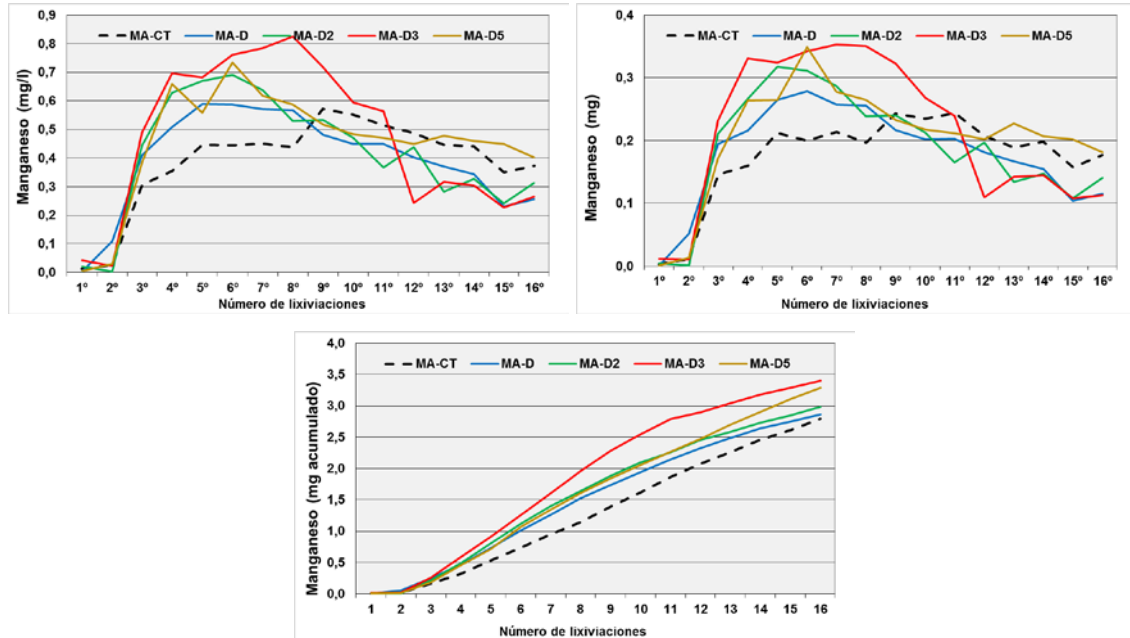 0,9
0,8
0,7
0,6
0,5
0,4
0,3
0,2
0,1
0,0
Manganeso (mg/l)
MA-CT MA-D MA-D2 MA-D3 MA-D5
1º 2º 3º 4º 5º 6º 7º 8º 9º 10º 11º 12º 13º 14º 15º 16º
Número de lixiviaciones
0,4
0,3
0,2
0,1
0,0
Manganeso (mg)
MA-CT MA-D MA-D2 MA-D3 MA-D5
1º 2º 3º 4º 5º 6º 7º 8º 9º 10º 11º 12º 13º 14º 15º 16º
Número de lixiviaciones
4,0
3,5
3,0
2,5
2,0
1,5
1,0
0,5
0,0
Manganeso (mg acumulado)
MA-CT MA-D MA-D2 MA-D3 MA-D5
1 2 3 4 5 6 7 8 9 10 11 12 13 14 15 16
Número de lixiviaciones